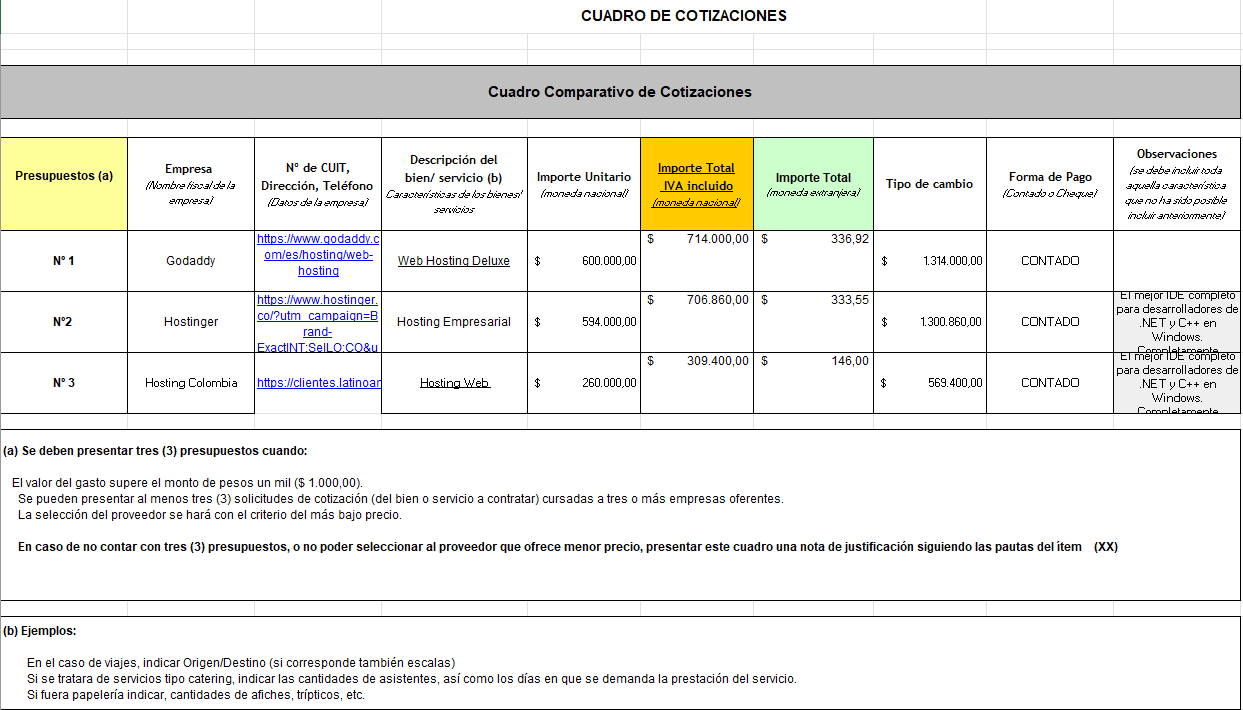 CUADRO DE COTIZACIONES
Cuadro Comparativo de Cotizaciones
Presupuestos (a)
Empresa
(Nombre fiscal de la
empresa)
N° de CUIT,
Dirección, Teléfono
(Datos de la empresa)
Descripción del
bien/ servicio (b)
Características de los bienes/
servicios
Importe Unitario
(moneda nacional)
Importe Total
IVA incluido
(moneda nacional)
Importe Total
(moneda extranjera)
Tipo de cambio
Forma de Pago
(Contado o Cheque)
Observaciones
(se debe incluir toda
aquella característica
que no ha sido posible
incluir anteriormente)
N° 1
Godaddy
https://www.godaddy.c
om/es/hosting/web-
hosting
Web Hosting Deluxe
$ 600.000,00
$ 714.000,00
$ 336,92
$ 1.314.000,00
CONTADO
N°2
Hostinger
https://www.hostinger.
co/?utm_campaign=B
rand-
ExactINT:SelLO:CO&u
Hosting Empresarial
$ 594.000,00
$ 706.860,00
$ 333,55
$ 1.300.860,00
CONTADO
El mejor IDE completo
para desarrolladores de
.NET y C++ en
Windows.
Completamente
N° 3
Hosting Colombia
https://clientes.latinoar
Hosting Web
$ 260.000,00
$ 309.400,00
$ 146,00
$ 569.400,00
CONTADO
El mejor IDE completo
para desarrolladores de
.NET y C++ en
Windows.
Completamente
(a) Se deben presentar tres (3) presupuestos cuando:
El valor del gasto supere el monto de pesos un mil ($ 1.000,00).
Se pueden presentar al menos tres (3) solicitudes de cotización (del bien o servicio a contratar) cursadas a tres o más empresas oferentes.
La selección del proveedor se hará con el criterio del más bajo precio.
En caso de no contar con tres (3) presupuestos, o no poder seleccionar al proveedor que ofrece menor precio, presentar este cuadro una nota de justificación siguiendo las pautas del ítem (XX)
(b) Ejemplos:
En el caso de viajes, indicar Origen/Destino (si corresponde también escalas)
Si se tratara de servicios tipo catering, indicar las cantidades de asistentes, así como los días en que se demanda la prestación del servicio.
Si fuera papelería indicar, cantidades de afiches, trípticos, etc.